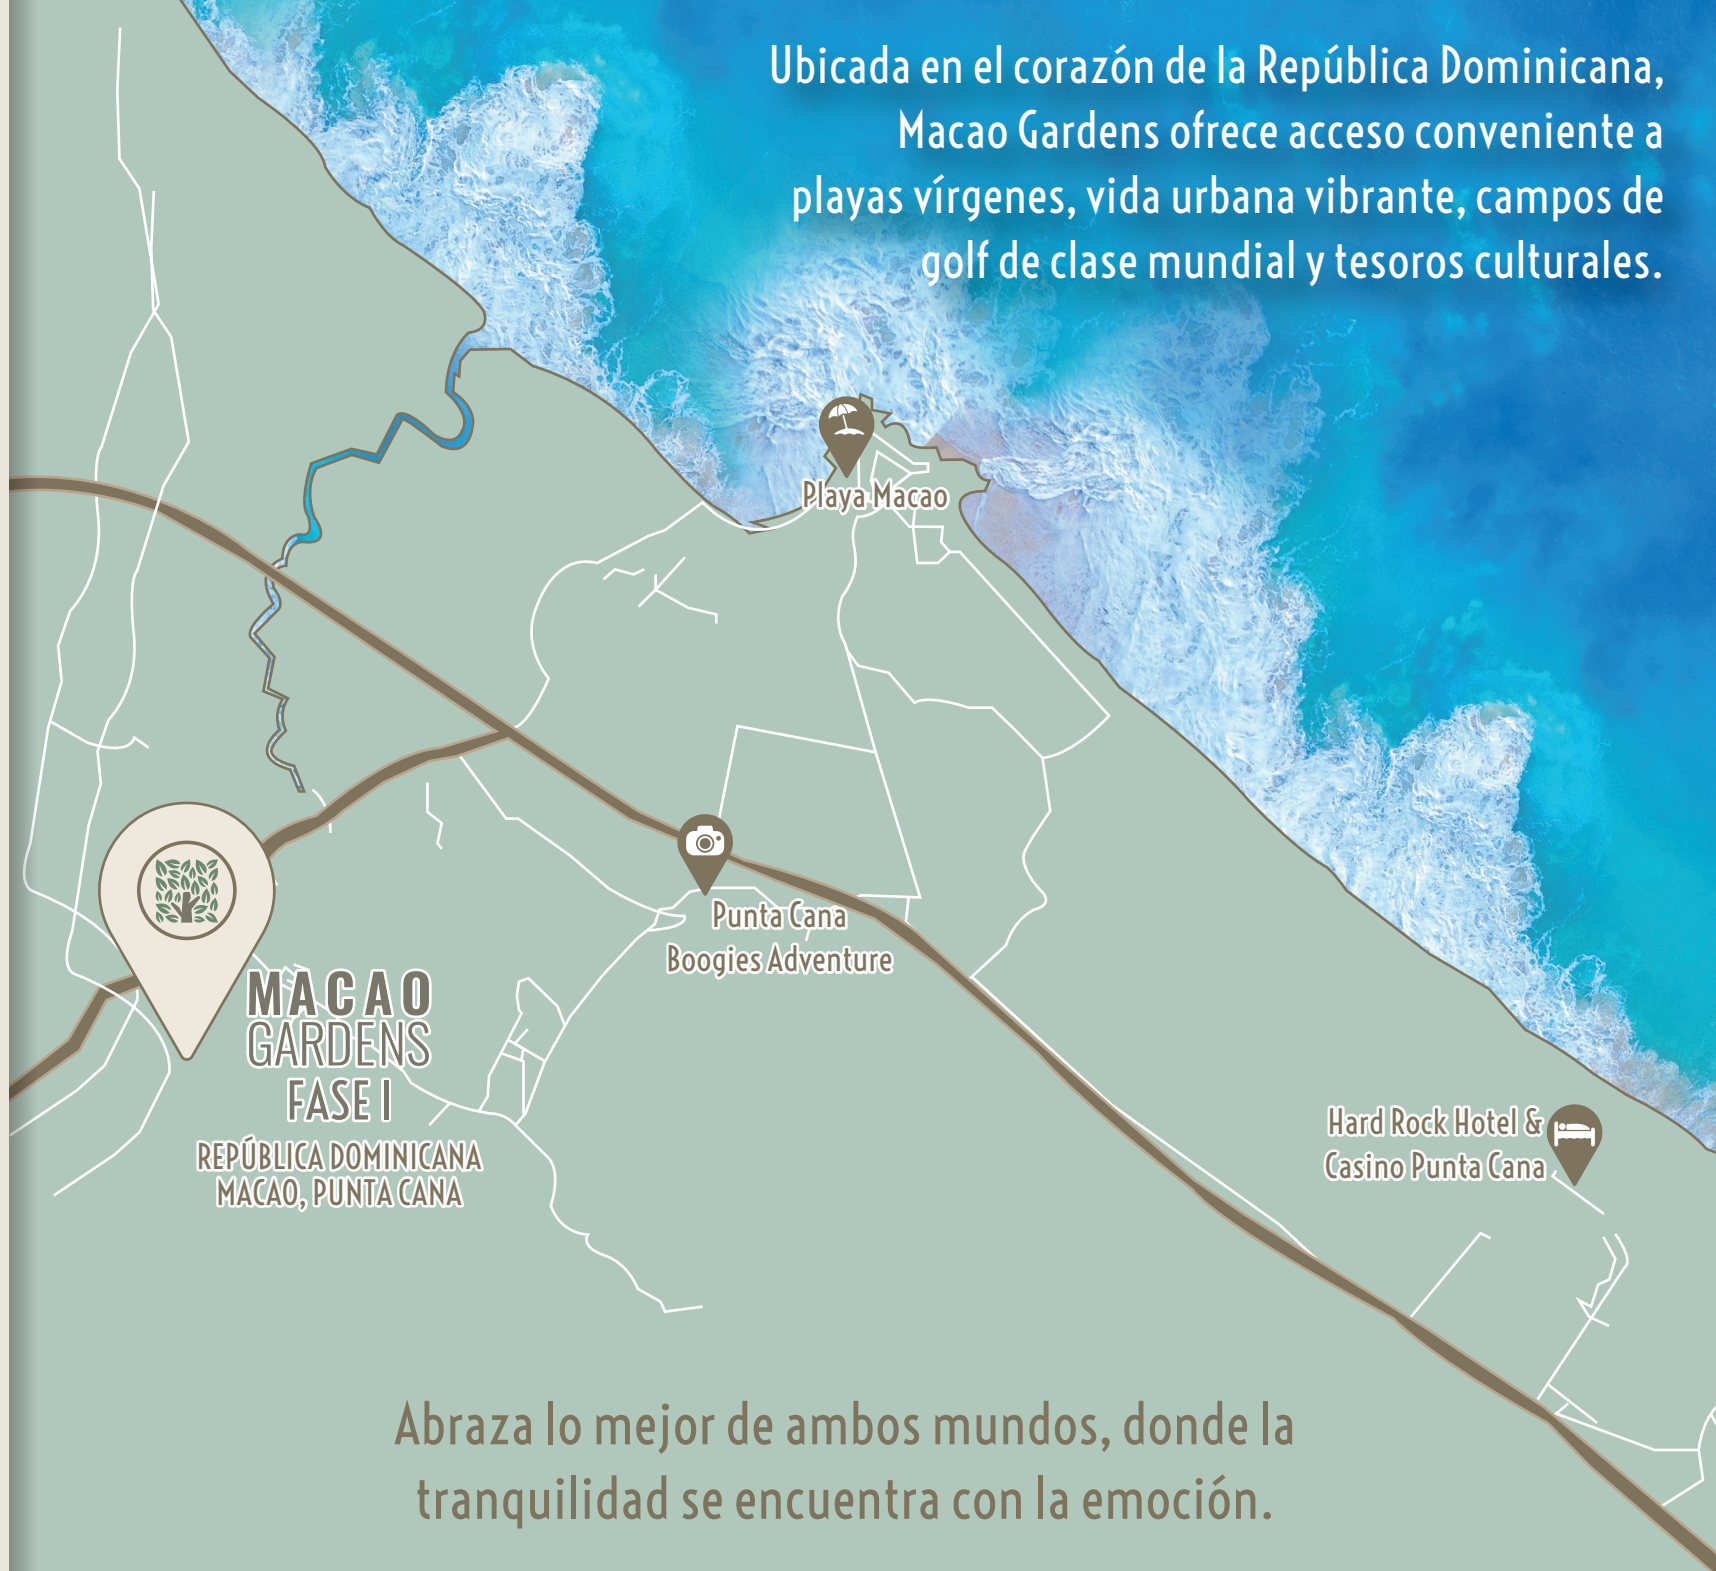 Ubicada en el corazón de la República Dominicana,
Macao Gardens ofrece acceso conveniente a
playas vírgenes, vida urbana vibrante, campos de
golf de clase mundial y tesoros culturales.
Playa Macao
Punta Cana
Boogies Adventure
MACAO
GARDENS
FASE I
REPÚBLICA DOMINICANA
MACAO, PUNTA CANA
Hard Rock Hotel &
Casino Punta Cana
Abraza lo mejor de ambos mundos, donde la
tranquilidad se encuentra con la emoción.